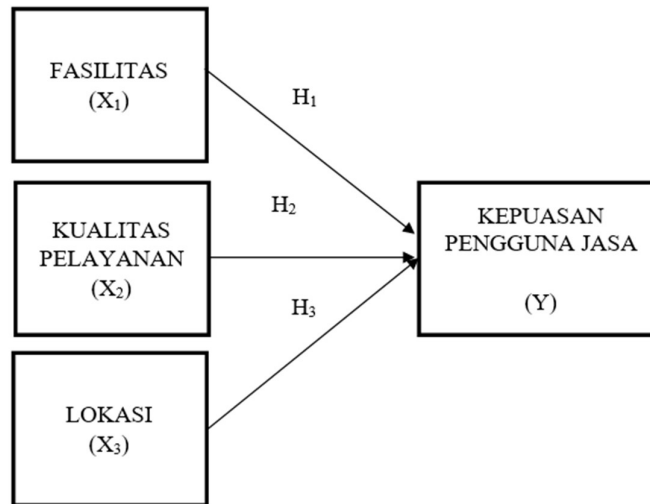 FASILITAS
(X₁)
H₁
KUALITAS
PELAYANAN
(X₂)
H₂
KEPUASAN
PENGGUNA JASA
(Y)
H₃
LOKASI
(X₃)